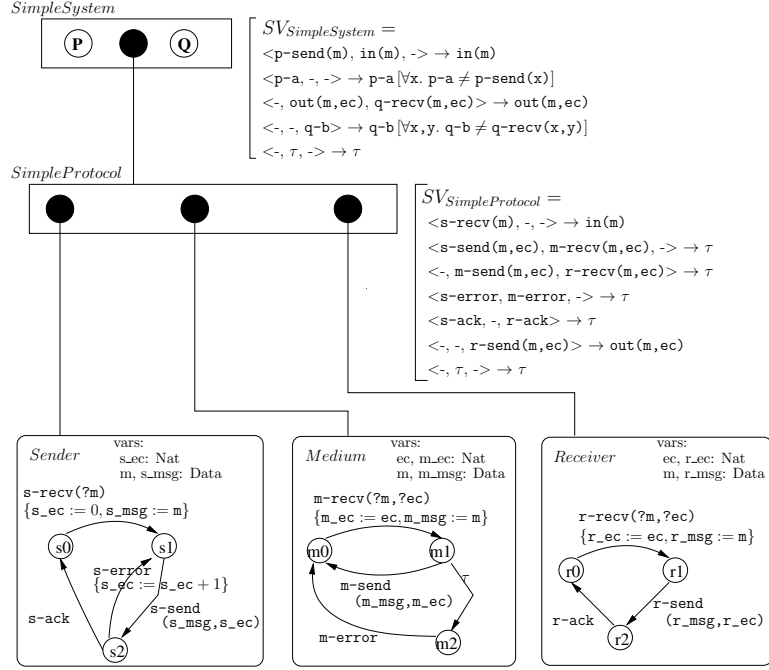 SimpleSystem
P Q
SV_SimpleSystem =
<p-send(m), in(m), -> → in(m)
<p-a, -, -> → p-a [∀x. p-a ≠ p-send(x)]
<-, out(m,ec), q-recv(m,ec)> → out(m,ec)
<-, -, q-b> → q-b [∀x,y. q-b ≠ q-recv(x,y)]
<-, τ, -> → τ
SimpleProtocol
SV_SimpleProtocol =
<s-recv(m), -, -> → in(m)
<s-send(m,ec), m-recv(m,ec), -> → τ
<-, m-send(m,ec), r-recv(m,ec)> → τ
<s-error, m-error, -> → τ
<s-ack, -, r-ack> → τ
<-, -, r-send(m,ec)> → out(m,ec)
<-, τ, -> → τ
Sender
vars:
s_ec: Nat
m, s_msg: Data
s-recv(?m)
{s_ec := 0, s_msg := m}
s0
s1
s-error
{s_ec := s_ec + 1}
s-send
(s_msg,s_ec)
s-ack
s2
Medium
vars:
ec, m_ec: Nat
m, m_msg: Data
m-recv(?m,?ec)
{m_ec := ec, m_msg := m}
m0
m1
m-send
(m_msg,m_ec)
τ
m-error
m2
Receiver
vars:
ec, r_ec: Nat
m, r_msg: Data
r-recv(?m,?ec)
{r_ec := ec, r_msg := m}
r0
r1
r-send
(r_msg,r_ec)
r-ack
r2